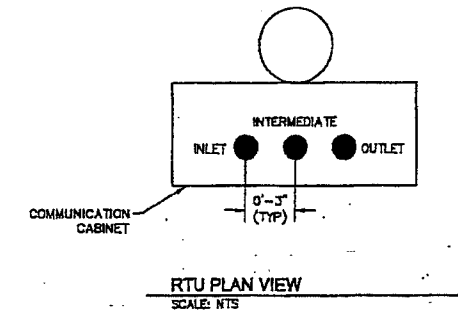 INTERMEDIATE
INLET
OUTLET
0'-3"
(TYP)
COMMUNICATION
CABINET
RTU PLAN VIEW
SCALE: NTS